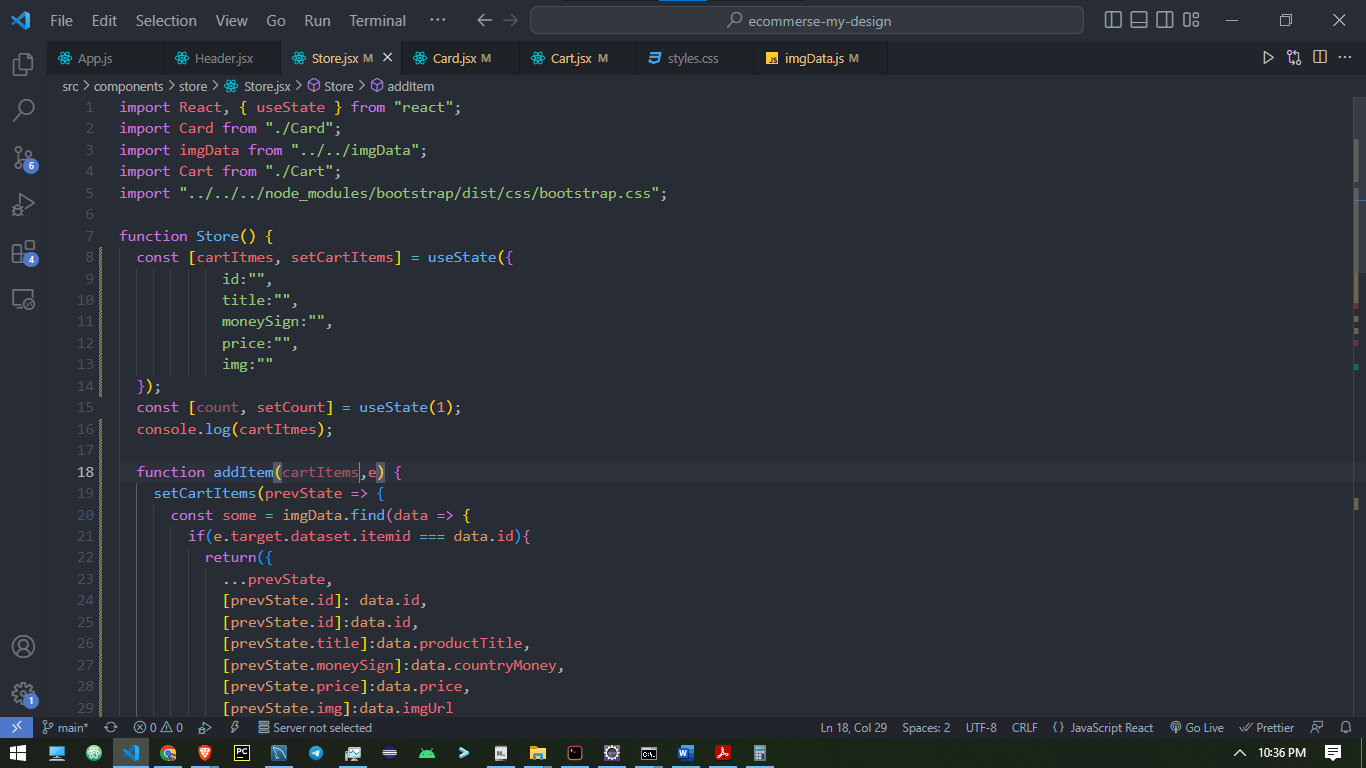 File Edit Selection View Go Run Terminal ··· ecommerse-my-design
App.js Header.jsx Store.jsx M Card.jsx M Cart.jsx M styles.css JS imgData.js M
src > components > store > Store.jsx > Store > addItem
1 import React, { useState } from "react";
2 import Card from "./Card";
3 import imgData from "../../imgData";
4 import Cart from "./Cart";
5 import "../../../node_modules/bootstrap/dist/css/bootstrap.css";
6
7 function Store() {
8 const [cartItmes, setCartItems] = useState({
9 id:"",
10 title:"",
11 moneySign:"",
12 price:"",
13 img:""
14 });
15 const [count, setCount] = useState(1);
16 console.log(cartItmes);
17
18 function addItem(cartItems,e) {
19 setCartItems(prevState => {
20 const some = imgData.find(data => {
21 if(e.target.dataset.itemid === data.id){
22 return({
23 ...prevState,
24 [prevState.id]: data.id,
25 [prevState.id]:data.id,
26 [prevState.title]:data.productTitle,
27 [prevState.moneySign]:data.countryMoney,
28 [prevState.price]:data.price,
29 [prevState.img]:data.imgUrl
6
4
1
main* 0 0 Server not selected Ln 18, Col 29 Spaces: 2 UTF-8 CRLF { } JavaScript React Go Live Prettier
PC W 10:36 PM